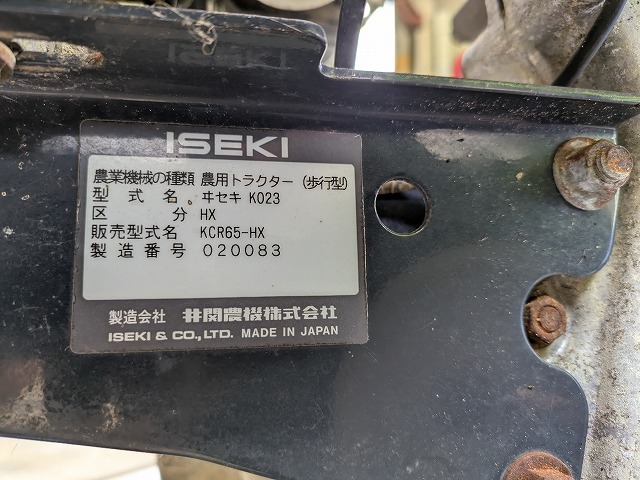 ISEKI
農業機械の種類 農用トラクター (歩行型)
型式名 ヰセキ KO23
区分 HX
販売型式名 KCR65-HX
製造番号 020083
製造会社 井関農機株式会社
ISEKI & CO., LTD. MADE IN JAPAN